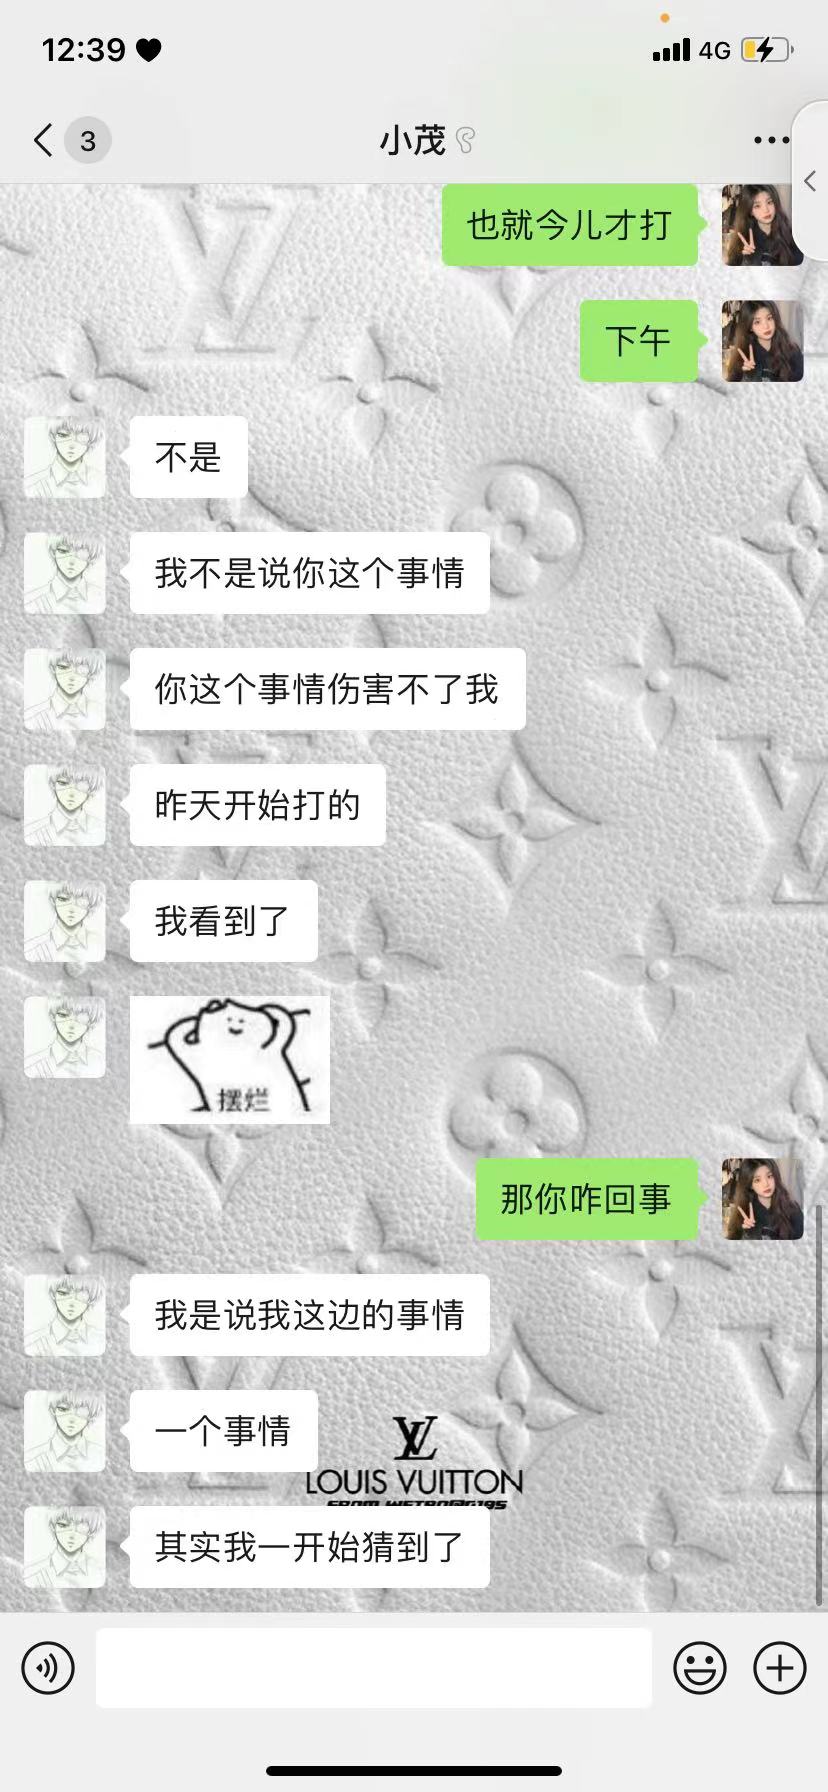 12:39
4G
3
小茂
也就今儿才打
下午
不是
我不是说你这个事情
你这个事情伤害不了我
昨天开始打的
我看到了
摆烂
那你咋回事
我是说我这边的事情
一个事情
LOUIS VUITTON
其实我一开始猜到了